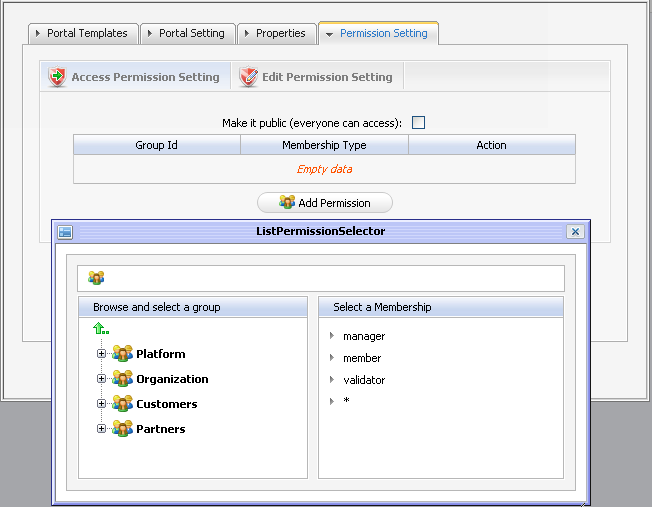 Portal Templates Portal Setting Properties Permission Setting
Access Permission Setting Edit Permission Setting
Make it public (everyone can access):
Group Id Membership Type Action
Empty data
Add Permission
ListPermissionSelector
Browse and select a group Select a Membership
manager
Platform member
Organization validator
Customers *
Partners